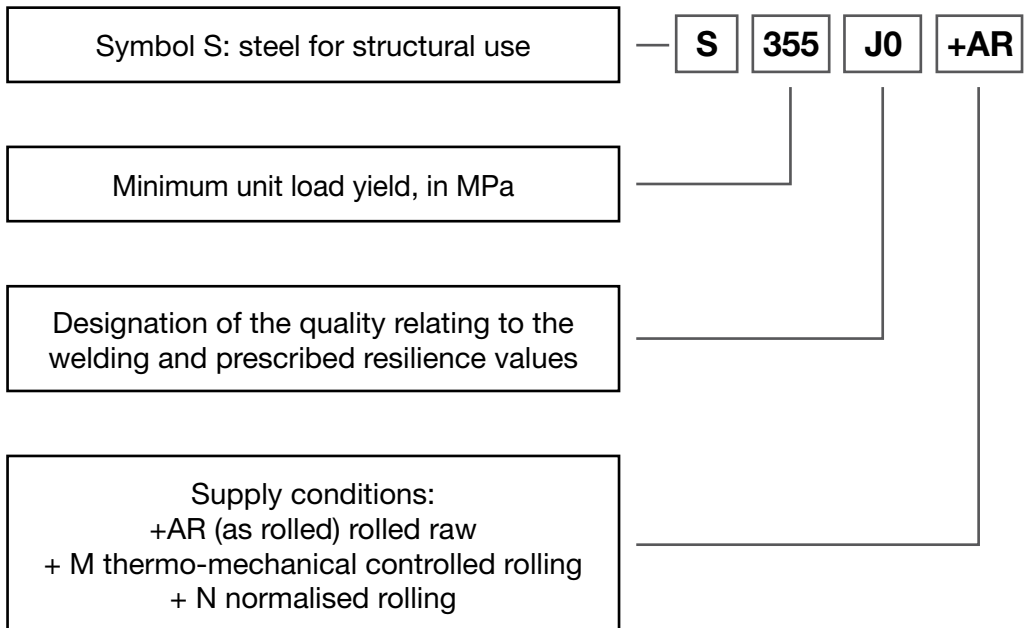 Symbol S: steel for structural use
S 355 J0 +AR
Minimum unit load yield, in MPa
Designation of the quality relating to the
welding and prescribed resilience values
Supply conditions:
+AR (as rolled) rolled raw
+ M thermo-mechanical controlled rolling
+ N normalised rolling